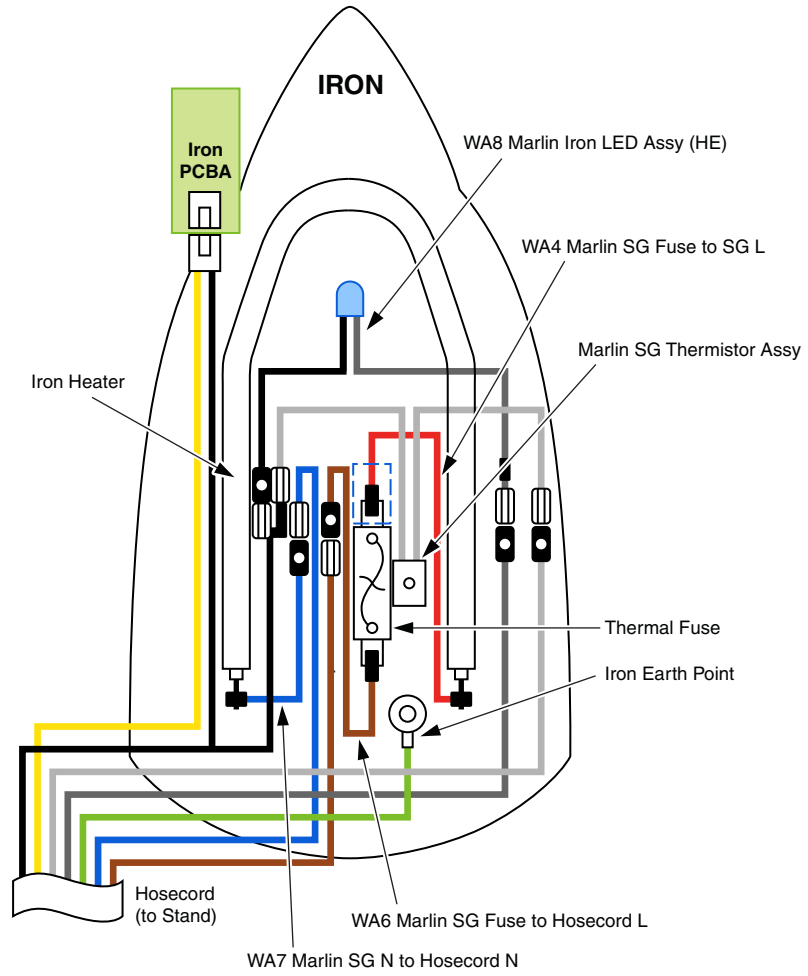 IRON
Iron
PCBA
WA8 Marlin Iron LED Assy (HE)
WA4 Marlin SG Fuse to SG L
Marlin SG Thermistor Assy
Iron Heater
Thermal Fuse
Iron Earth Point
Hosecord
(to Stand)
WA6 Marlin SG Fuse to Hosecord L
WA7 Marlin SG N to Hosecord N